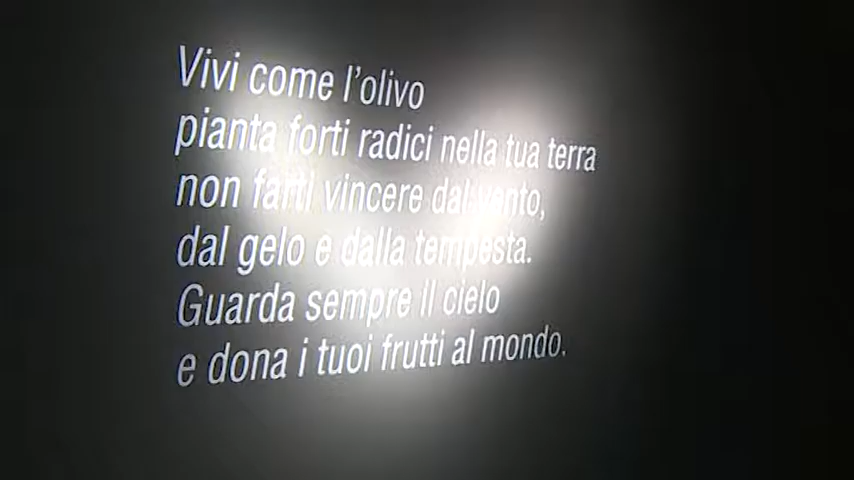 Vivi come l'olivo
pianta forti radici nella tua terra
non farti vincere dal vento,
dal gelo e dalla tempesta.
Guarda sempre il cielo
e dona i tuoi frutti al mondo.